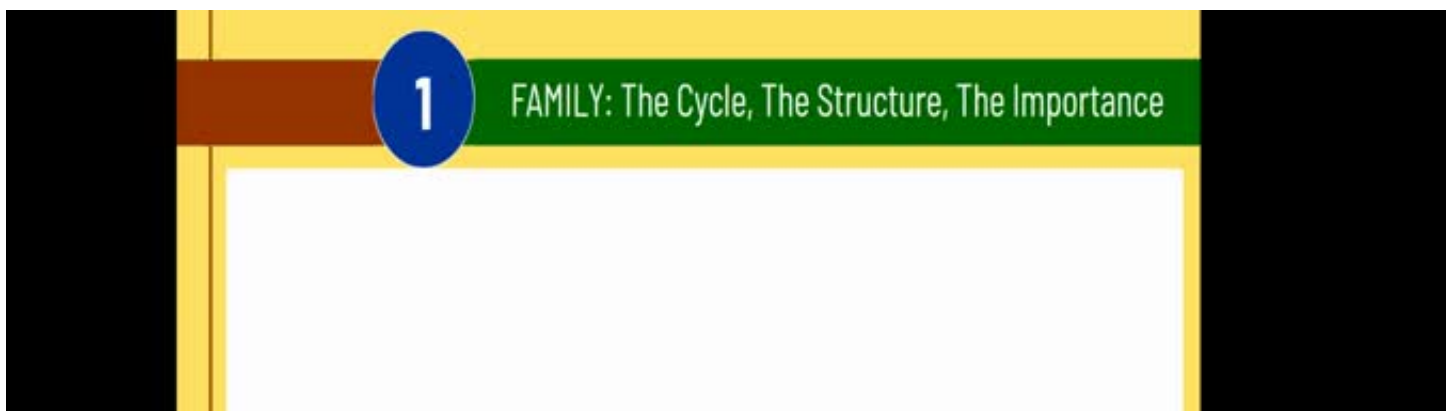 1
FAMILY: The Cycle, The Structure, The Importance